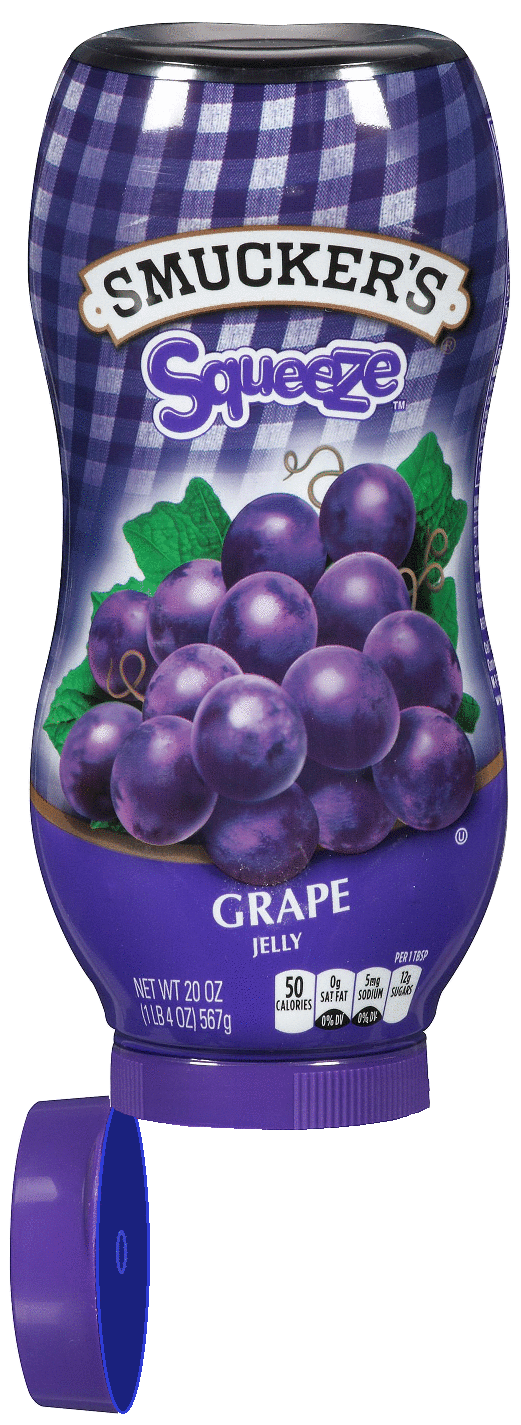 SMUCKER'S
®
Squeeze
™
GRAPE
JELLY
PER 1 TBSP
50
CALORIES
0g
SAT FAT
0% DV
5mg
SODIUM
0% DV
12g
SUGARS
NET WT 20 OZ
(1 LB 4 OZ) 567g
U